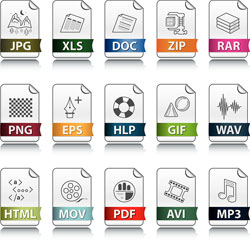 JPG
XLS
DOC
ZIP
RAR
PNG
EPS
HLP
GIF
WAV
<a>
<.../>
</a>
HTML
MOV
PDF
AVI
MP3